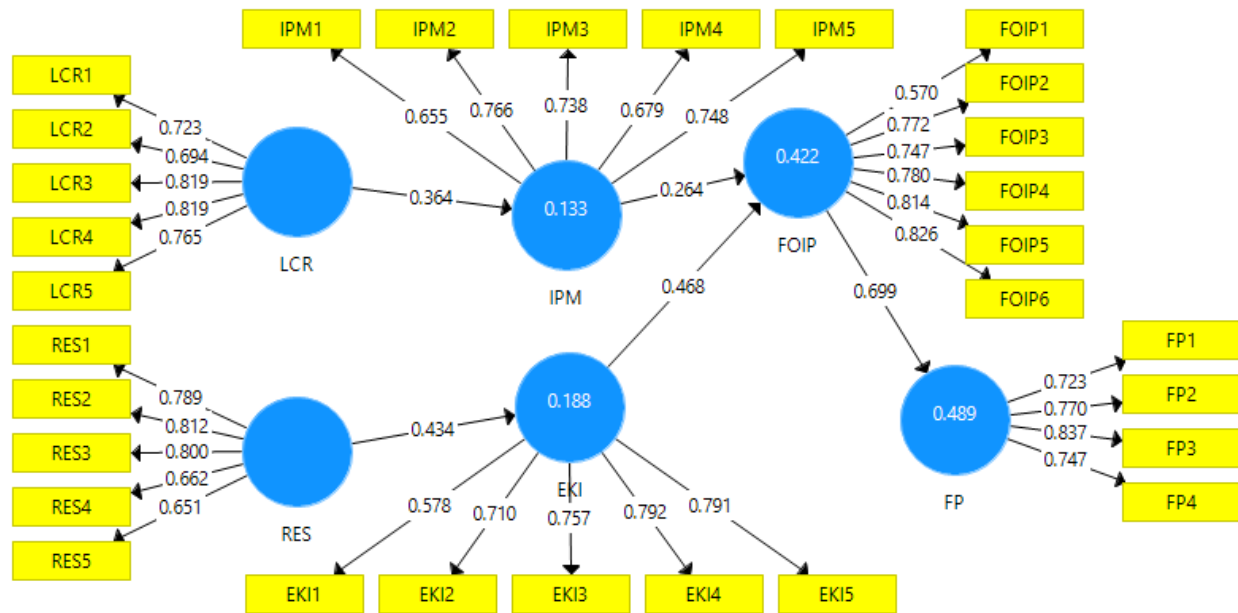 IPM1 IPM2 IPM3 IPM4 IPM5
FOIP1
FOIP2
FOIP3
FOIP4
FOIP5
FOIP6
LCR1
LCR2
LCR3
LCR4
LCR5
0.723
0.694
0.819
0.819
0.765
LCR
0.364
0.655 0.766 0.738 0.679 0.748
0.133
IPM
0.264
0.422
FOIP
0.570
0.772
0.747
0.780
0.814
0.826
0.468
0.699
RES1
RES2
RES3
RES4
RES5
0.789
0.812
0.800
0.662
0.651
RES
0.434
0.188
EKI
0.578 0.710 0.757 0.792 0.791
EKI1 EKI2 EKI3 EKI4 EKI5
0.489
FP
0.723
0.770
0.837
0.747
FP1
FP2
FP3
FP4